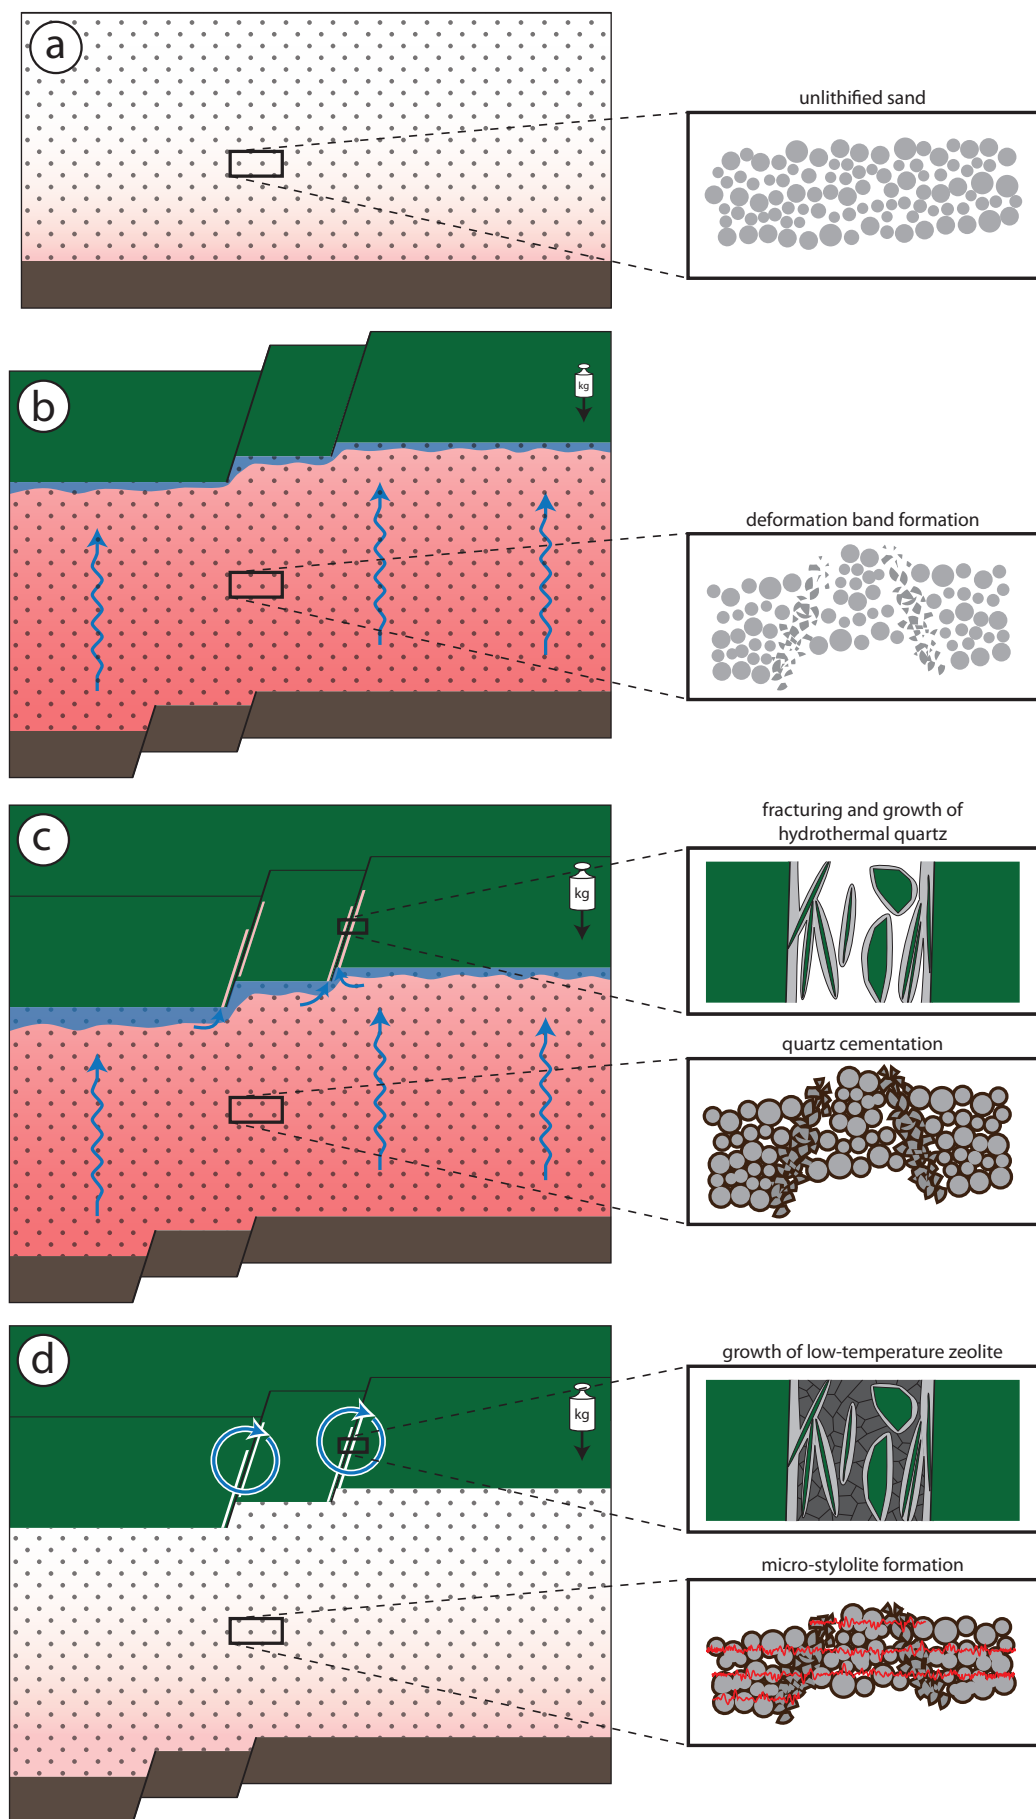 a
unlithified sand
b
kg
deformation band formation
c
fracturing and growth of
hydrothermal quartz
kg
quartz cementation
d
growth of low-temperature zeolite
kg
micro-stylolite formation